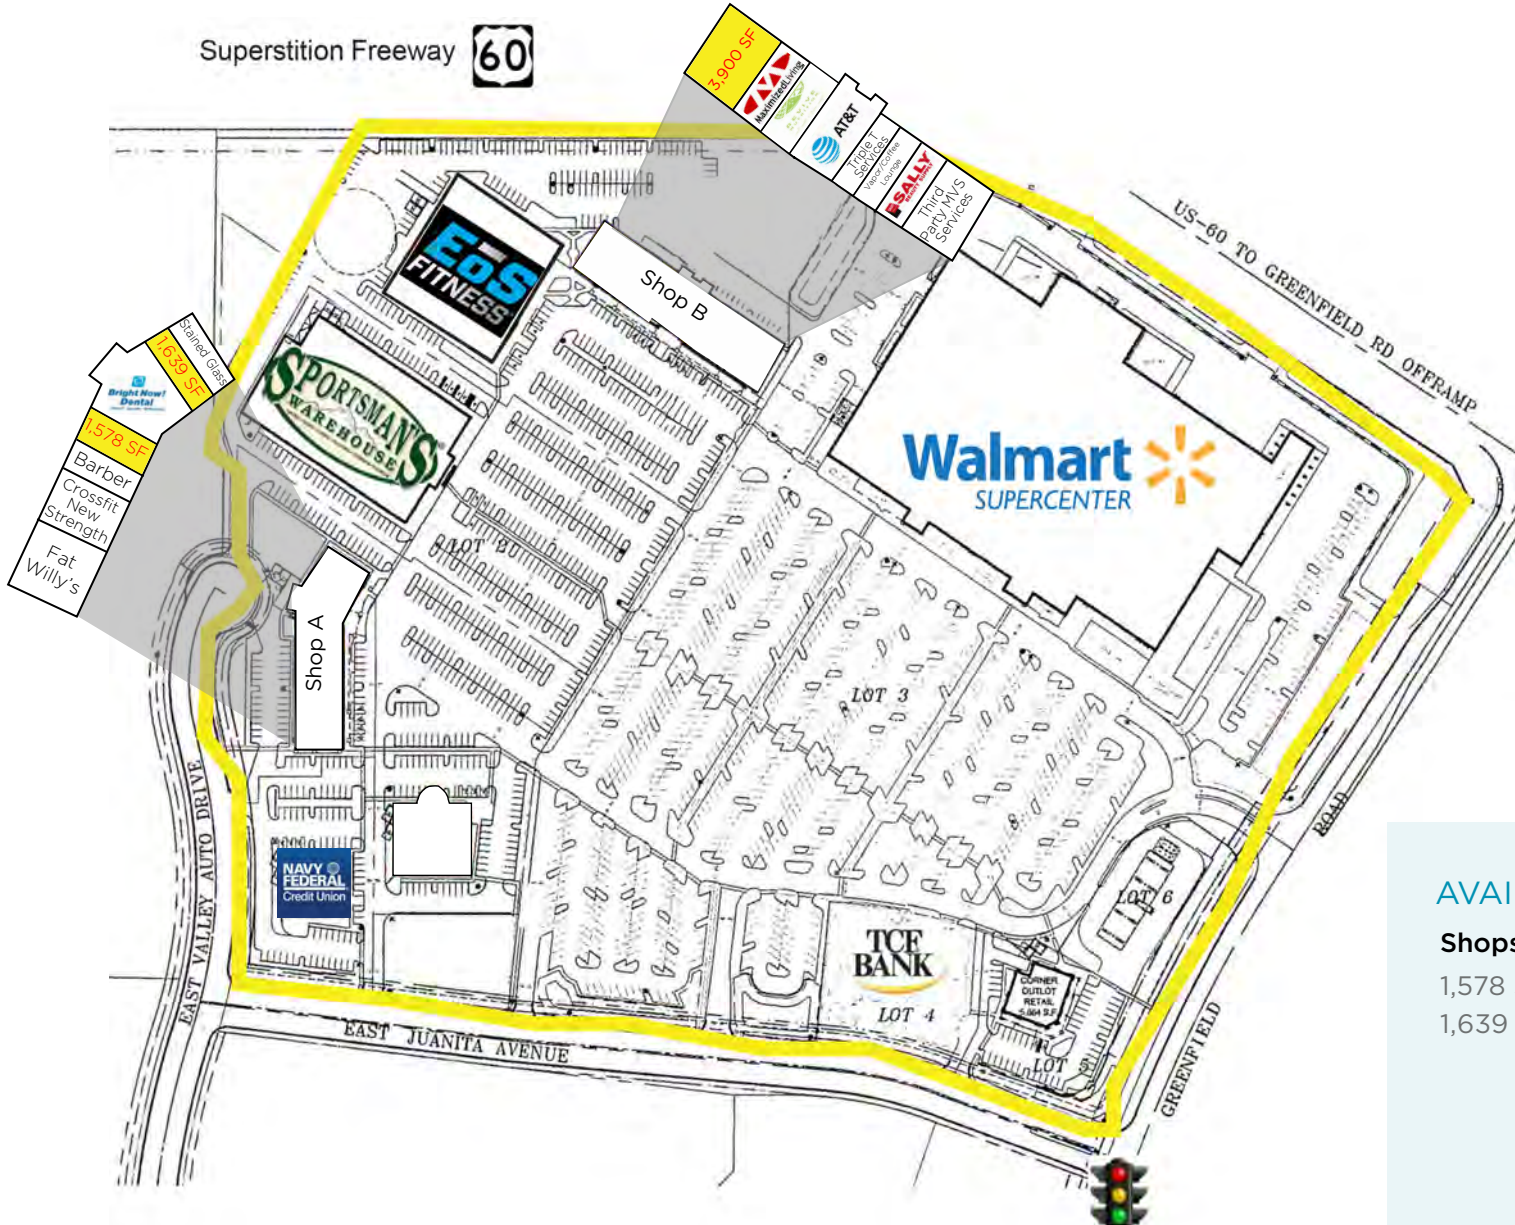 Superstition Freeway 60
3,900 SF
MaximizedLiving
AT&T
Triple T
Services
Vapor/Coffee
Lounge
SALLY
BEAUTY SUPPLY
Third
Party MVS
Services
US-60 TO GREENFIELD RD OFFRAMP
EOS
FITNESS
Shop B
Stained Glass
1,639 SF
Bright Now!
Dental
1,578 SF
Barber
Crossfit
New
Strength
Fat
Willy's
SPORTSMAN'S
WAREHOUSE
Walmart
SUPERCENTER
LOT 2
Shop A
LOT 3
EAST VALLEY AUTO DRIVE
NAVY
FEDERAL
Credit Union
LOT 6
TCF
BANK
LOT 4
CORNER
OUTLOT
RETAIL
LOT 5
EAST JUANITA AVENUE
GREENFIELD
ROAD
AVAI
Shops
1,578
1,639